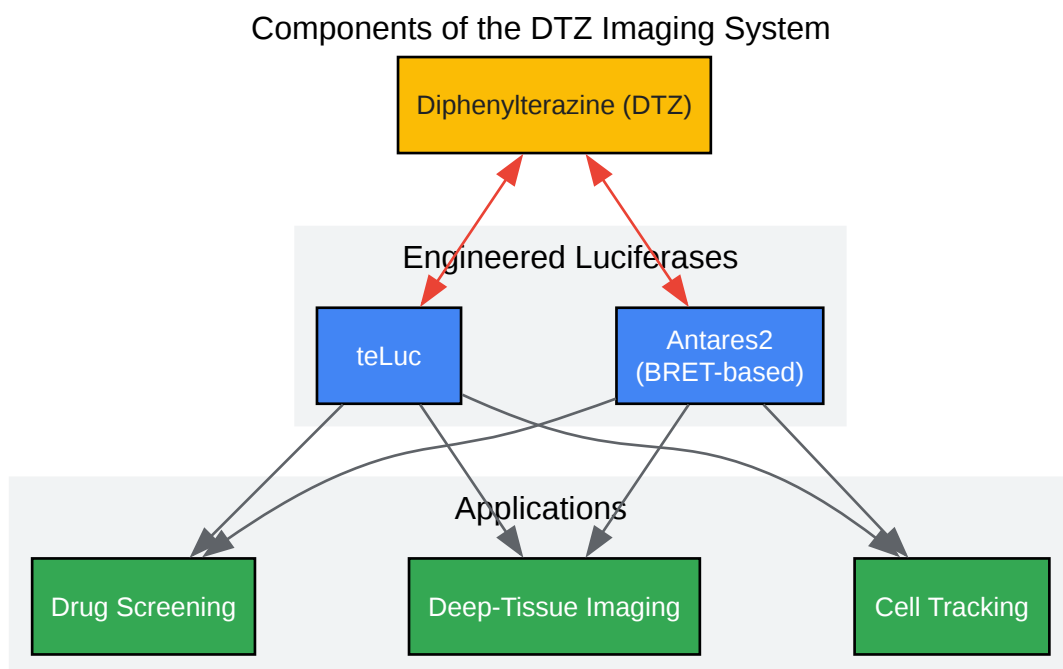 Components of the DTZ Imaging System
Diphenylterazine (DTZ)
Engineered Luciferases
teLuc
Antares2
(BRET-based)
Applications
Drug Screening
Deep-Tissue Imaging
Cell Tracking